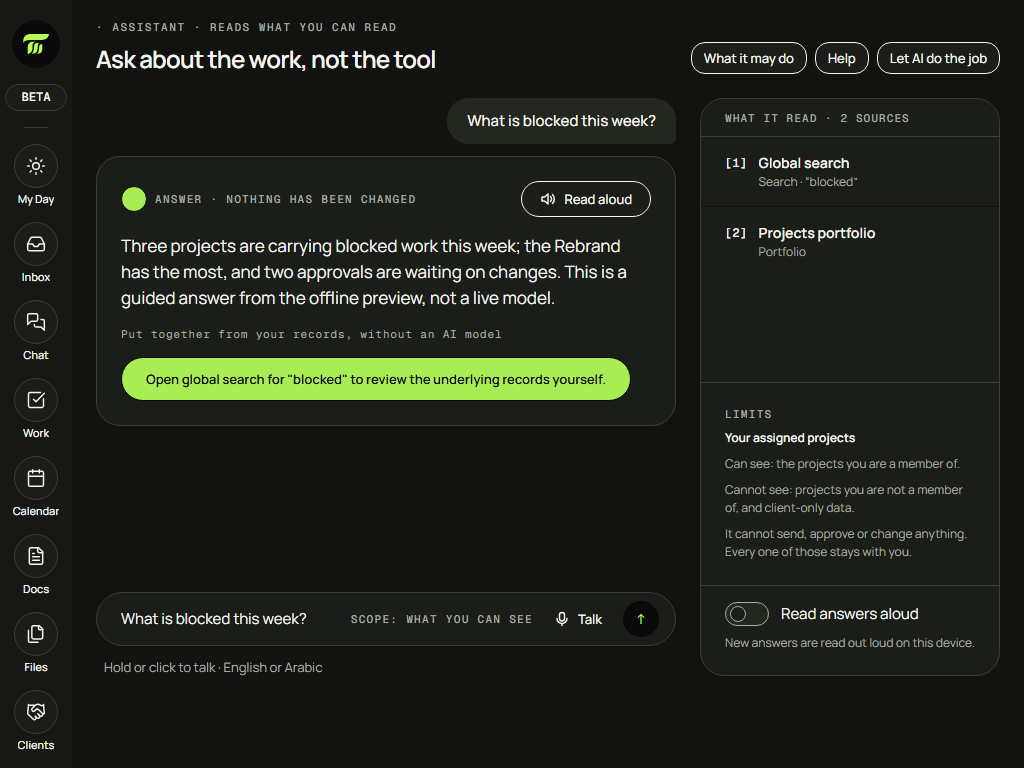 BETA
My Day
Inbox
Chat
Work
Calendar
Docs
Files
Clients
· ASSISTANT · READS WHAT YOU CAN READ
Ask about the work, not the tool
What it may do
Help
Let AI do the job
What is blocked this week?
ANSWER · NOTHING HAS BEEN CHANGED
Read aloud
Three projects are carrying blocked work this week; the Rebrand
has the most, and two approvals are waiting on changes. This is a
guided answer from the offline preview, not a live model.
Put together from your records, without an AI model
Open global search for "blocked" to review the underlying records yourself.
What is blocked this week?
SCOPE: WHAT YOU CAN SEE
Talk
Hold or click to talk · English or Arabic
WHAT IT READ · 2 SOURCES
[1] Global search
Search · "blocked"
[2] Projects portfolio
Portfolio
LIMITS
Your assigned projects
Can see: the projects you are a member of.
Cannot see: projects you are not a member
of, and client-only data.
It cannot send, approve or change anything.
Every one of those stays with you.
Read answers aloud
New answers are read out loud on this device.